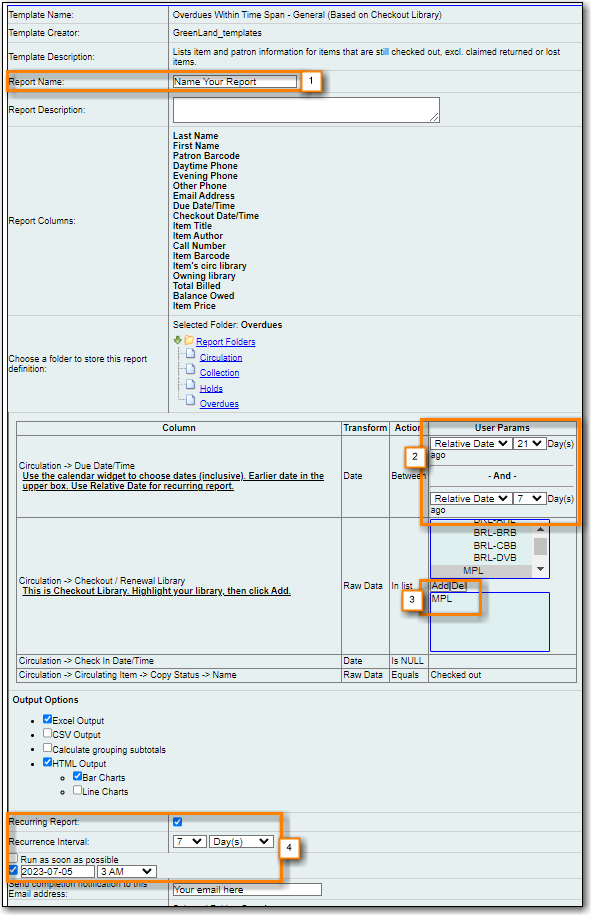 Template Name: Overdues Within Time Span - General (Based on Checkout Library)
Template Creator: GreenLand_templates
Template Description: Lists item and patron information for items that are still checked out, excl. claimed returned or lost
items.
Report Name: Name Your Report 1
Report Description:
Last Name
First Name
Patron Barcode
Daytime Phone
Evening Phone
Other Phone
Email Address
Due Date/Time
Checkout Date/Time
Item Title
Report Columns:
Item Author
Call Number
Item Barcode
Item's circ library
Owning library
Total Billed
Balance Owed
Item Price
Selected Folder: Overdues
Report Folders
Choose a folder to store this report
definition:
Circulation
Collection
Holds
Overdues
Column Transform Action User Params
Relative Date 21 Day(s)
ago
2
Circulation -> Due Date/Time
Use the calendar widget to choose dates (inclusive). Earlier date in the
upper box. Use Relative Date for recurring report.
Date Between - And -
Relative Date 7 Day(s)
ago
BRL-BRB
BRL-CBB
BRL-DVB
MPL
Circulation -> Checkout / Renewal Library
This is Checkout Library. Highlight your library, then click Add.
Raw Data In list Add|Del
3 MPL
Circulation -> Check In Date/Time Date Is NULL
Circulation -> Circulating Item -> Copy Status -> Name Raw Data Equals Checked out
Output Options
Excel Output
CSV Output
Calculate grouping subtotals
HTML Output
Bar Charts
Line Charts
Recurring Report:
Recurrence Interval: 7 Day(s) 4
Run as soon as possible
2023-07-05 3 AM
Send completion notification to this
Email address: Your email here